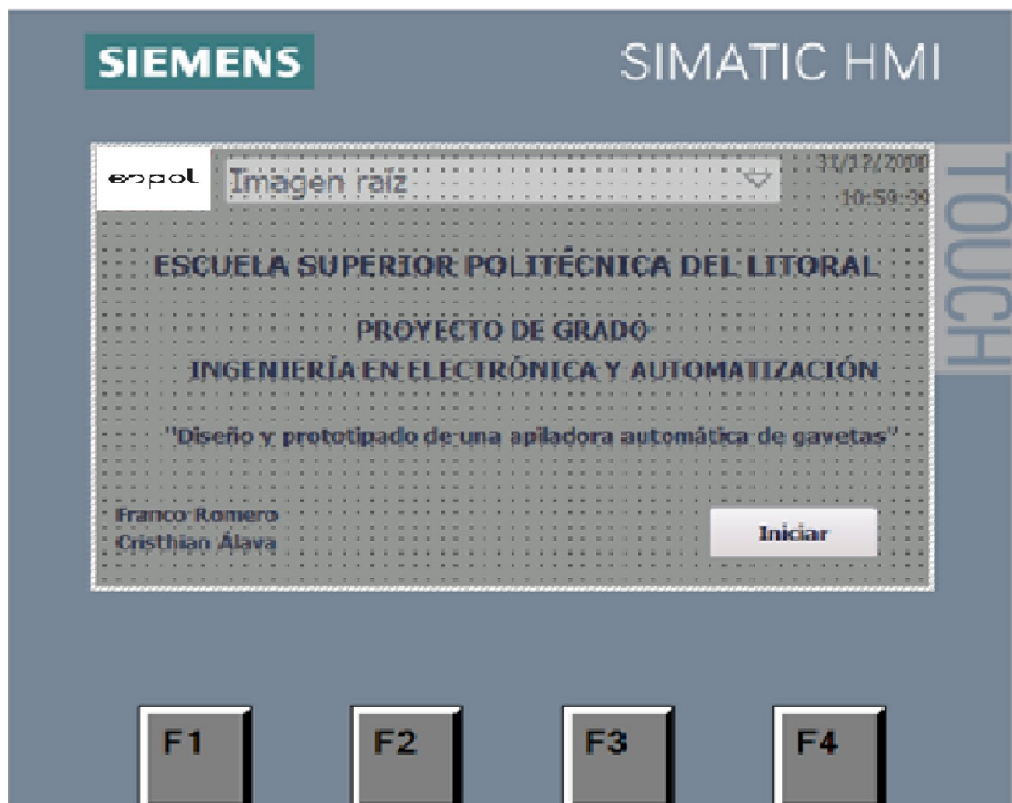 SIEMENS
SIMATIC HMI
TOUCH
espol
Imagen raíz
31/12/2000
10:59:39
ESCUELA SUPERIOR POLITÉCNICA DEL LITORAL
PROYECTO DE GRADO
INGENIERÍA EN ELECTRÓNICA Y AUTOMATIZACIÓN
"Diseño y prototipado de una apiladora automática de gavetas"
Franco Romero
Cristhian Álava
Iniciar
F1
F2
F3
F4